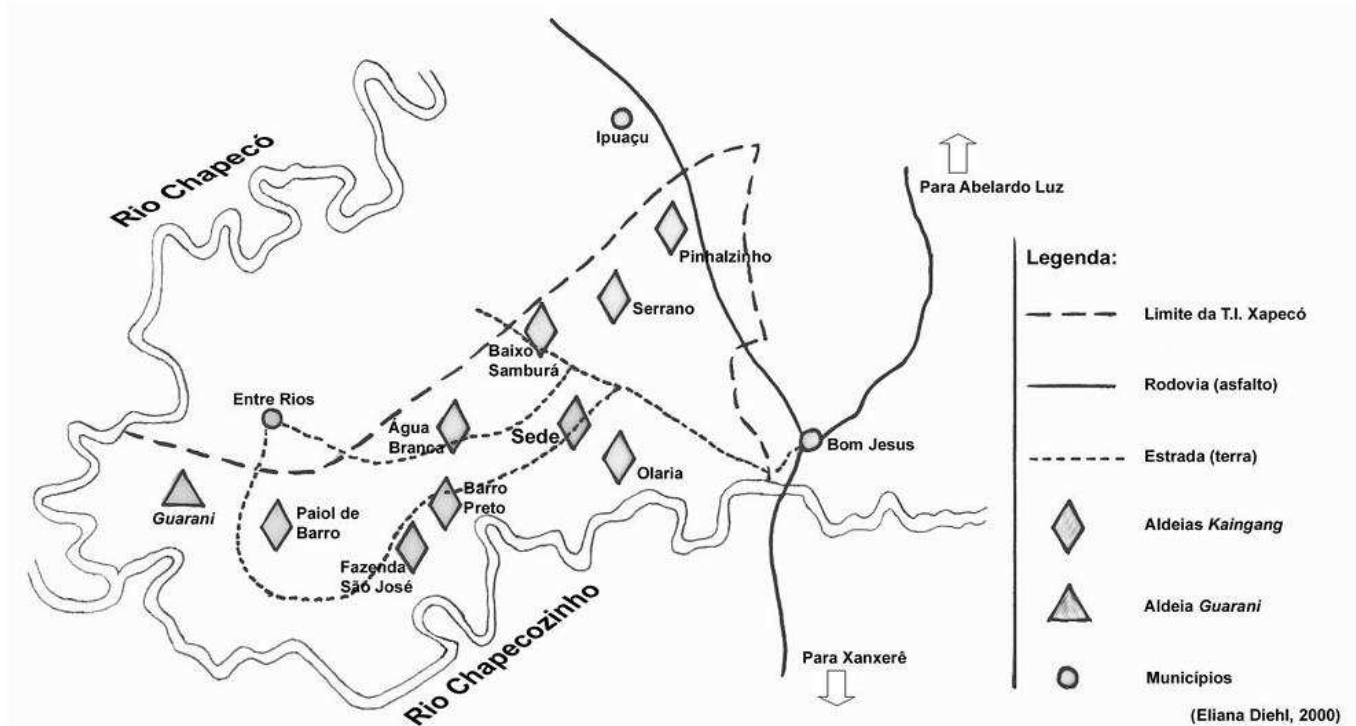 Rio Chapecó
Ipuaçu
Para Abelardo Luz
Pinhalzinho
Serrano
Baixo
Samburá
Entre Rios
Água
Branca
Sede
Olaria
Bom Jesus
Guarani
Paiol de
Barro
Barro
Preto
Fazenda
São José
Rio Chapecozinho
Para Xanxerê
Legenda:
Limite da T.I. Xapecó
Rodovia (asfalto)
Estrada (terra)
Aldeias Kaingang
Aldeia Guarani
Municípios
(Eliana Diehl, 2000)